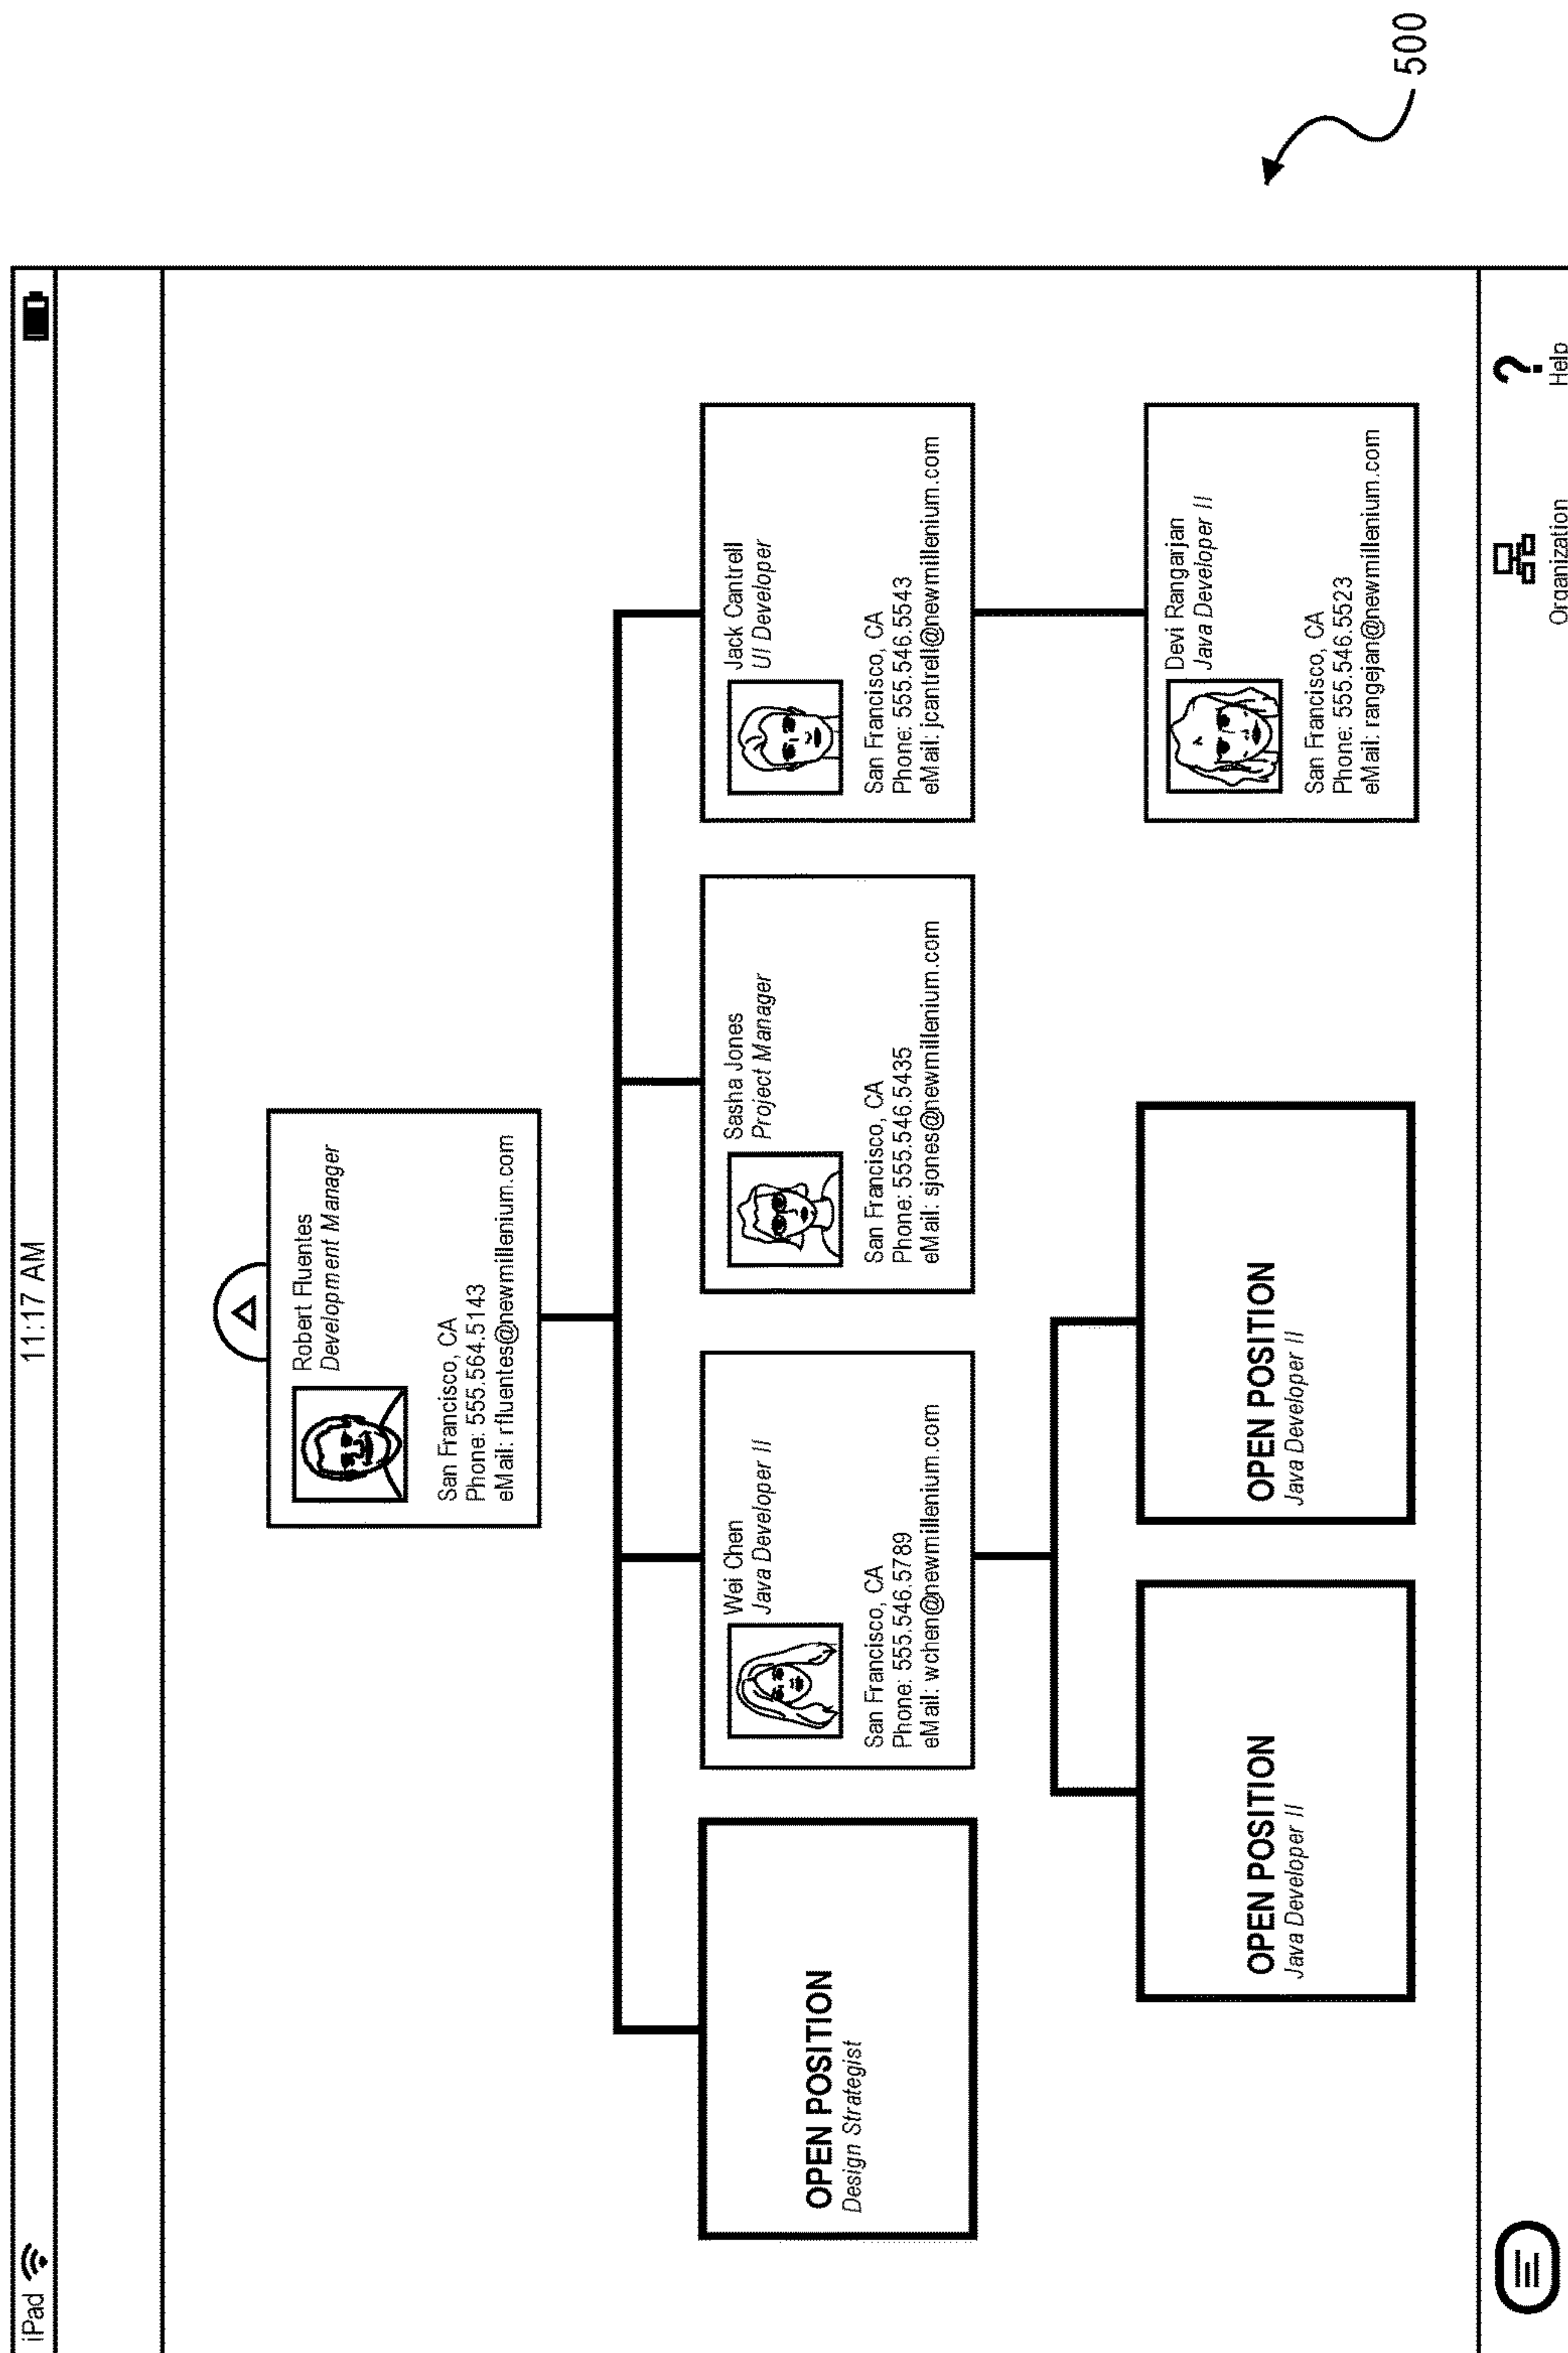 iPad
11:17 AM
Robert Fluentes
Development Manager
San Francisco, CA
Phone: 555.564.5143
eMail: rfluentes@newmillenium.com
OPEN POSITION
Design Strategist
Wei Chen
Java Developer II
San Francisco, CA
Phone: 555.546.5789
eMail: wchen@newmillenium.com
Sasha Jones
Project Manager
San Francisco, CA
Phone: 555.546.5435
eMail: sjones@newmillenium.com
Jack Cantrell
UI Developer
San Francisco, CA
Phone: 555.546.5543
eMail: jcantrell@newmillenium.com
OPEN POSITION
Java Developer II
OPEN POSITION
Java Developer II
Devi Rangarjan
Java Developer II
San Francisco, CA
Phone: 555.546.5523
eMail: rangejan@newmillenium.com
Organization
?
Help
500